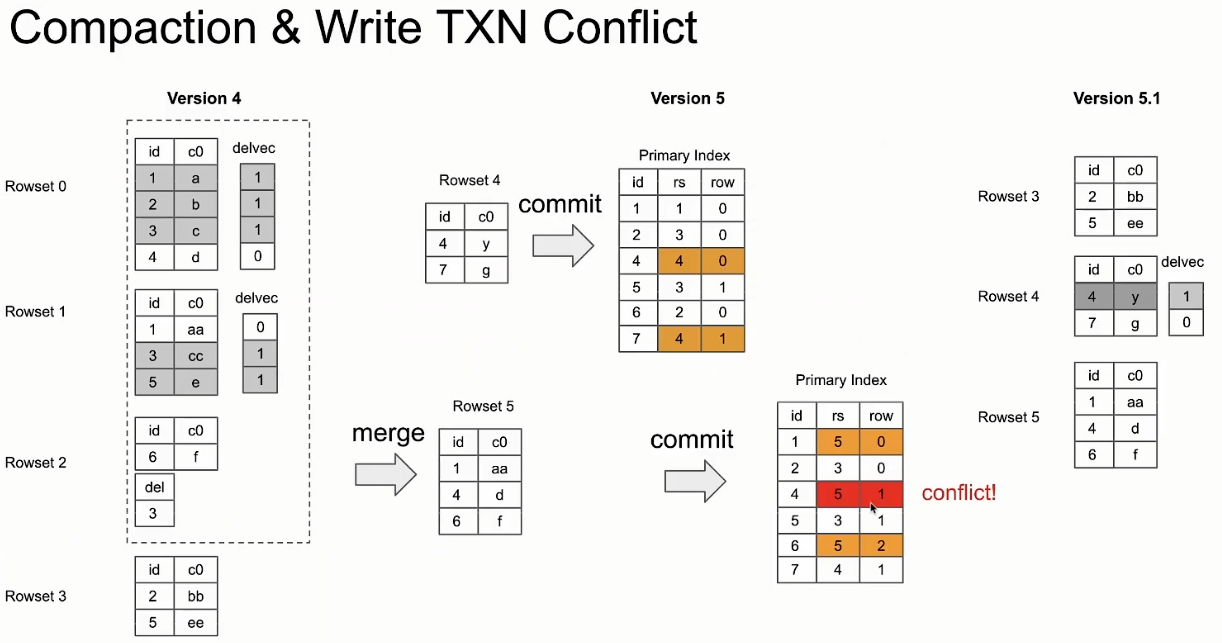 Compaction & Write TXN Conflict
Version 4
Version 5
Version 5.1
Rowset 0
id c0
1 a
2 b
3 c
4 d
delvec
1
1
1
0
Rowset 1
id c0
1 aa
3 cc
5 e
delvec
0
1
1
Rowset 2
id c0
6 f
del
3
Rowset 3
id c0
2 bb
5 ee
Rowset 4
id c0
4 y
7 g
commit
Primary Index
id rs row
1 1 0
2 3 0
4 4 0
5 3 1
6 2 0
7 4 1
merge
Rowset 5
id c0
1 aa
4 d
6 f
commit
Primary Index
id rs row
1 5 0
2 3 0
4 5 1
5 3 1
6 5 2
7 4 1
conflict!
Rowset 3
id c0
2 bb
5 ee
Rowset 4
id c0
4 y
7 g
delvec
1
0
Rowset 5
id c0
1 aa
4 d
6 f